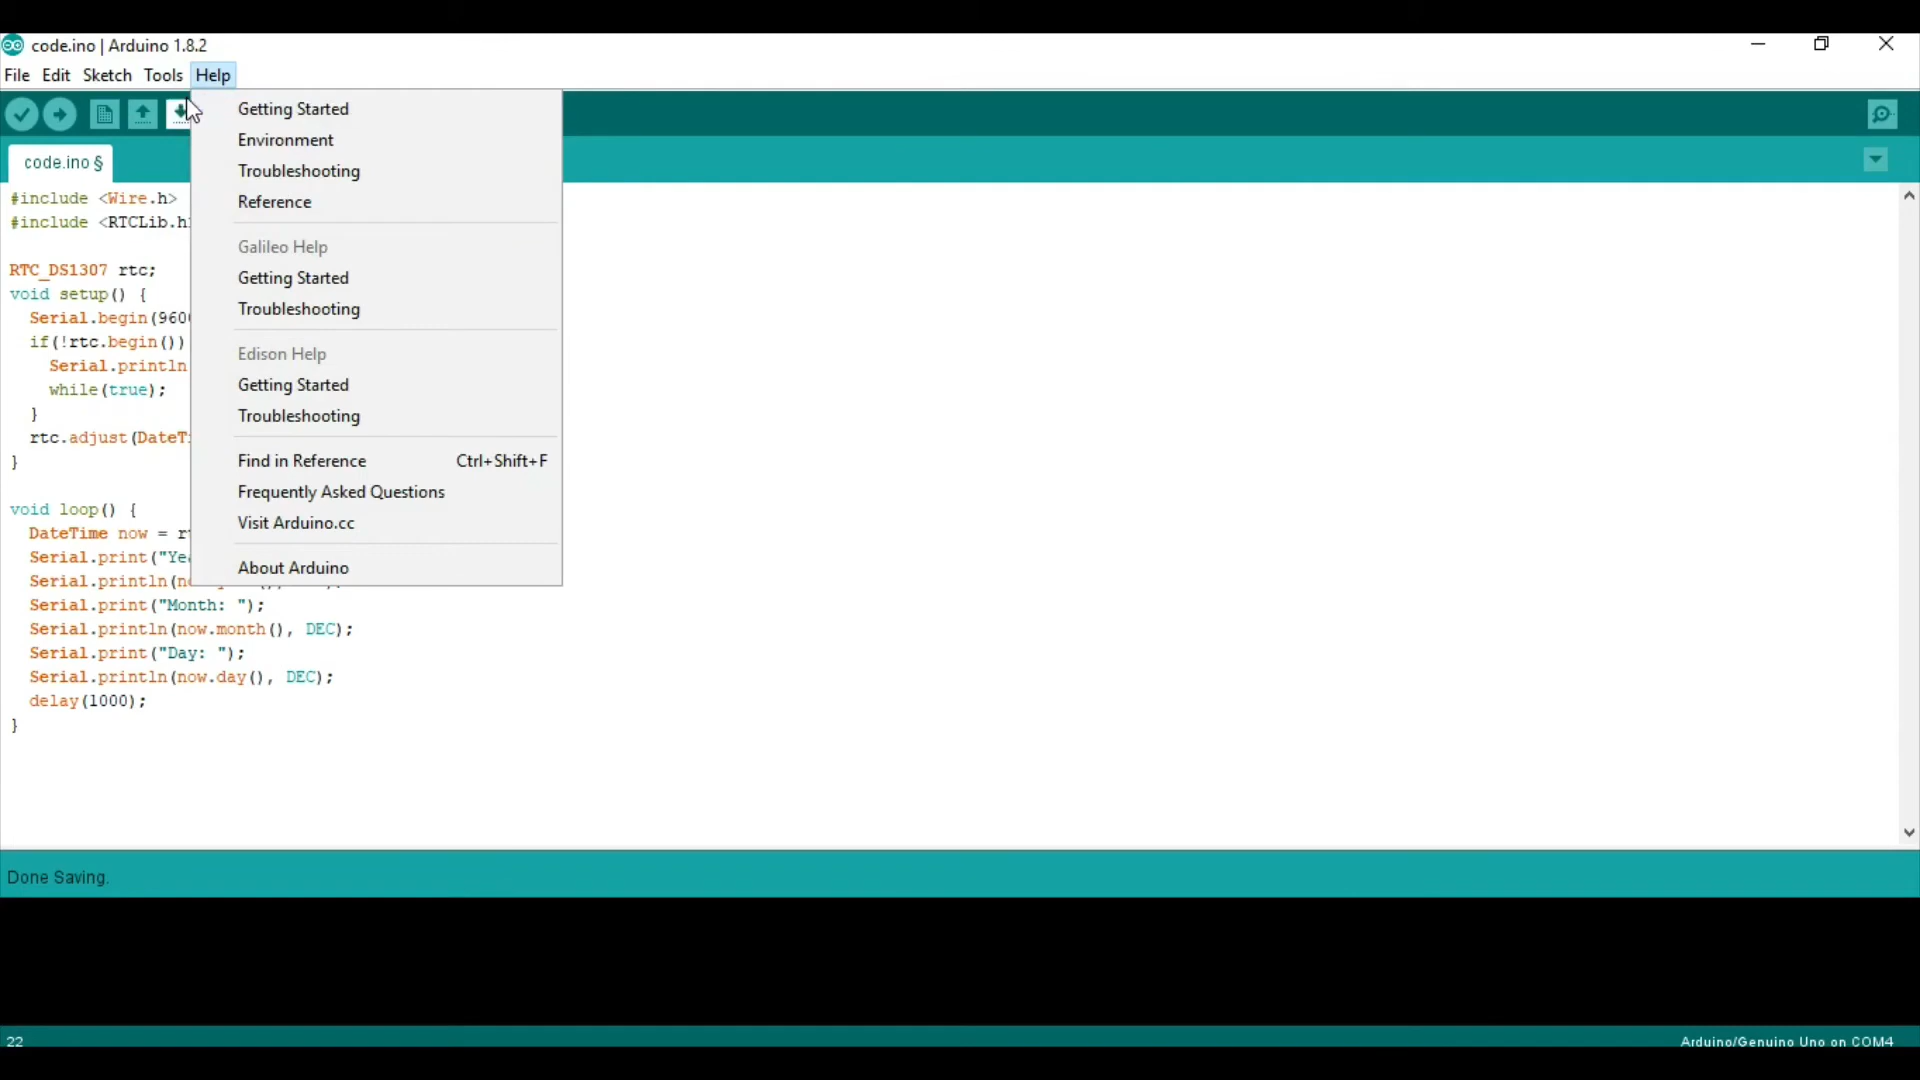 code.ino | Arduino 1.8.2
File Edit Sketch Tools Help
code.ino §
Getting Started
Environment
Troubleshooting
Reference
Galileo Help
Getting Started
Troubleshooting
Edison Help
Getting Started
Troubleshooting
Find in Reference Ctrl+Shift+F
Frequently Asked Questions
Visit Arduino.cc
About Arduino
#include <Wire.h>
#include <RTCLib.h
RTC_DS1307 rtc;
void setup() {
Serial.begin(960
if(!rtc.begin())
Serial.println
while(true);
}
rtc.adjust(DateT
}
void loop() {
DateTime now = r
Serial.print("Ye
Serial.println(n
Serial.print("Month: ");
Serial.println(now.month(), DEC);
Serial.print("Day: ");
Serial.println(now.day(), DEC);
delay(1000);
}
Done Saving.
22
Arduino/Genuino Uno on COM4